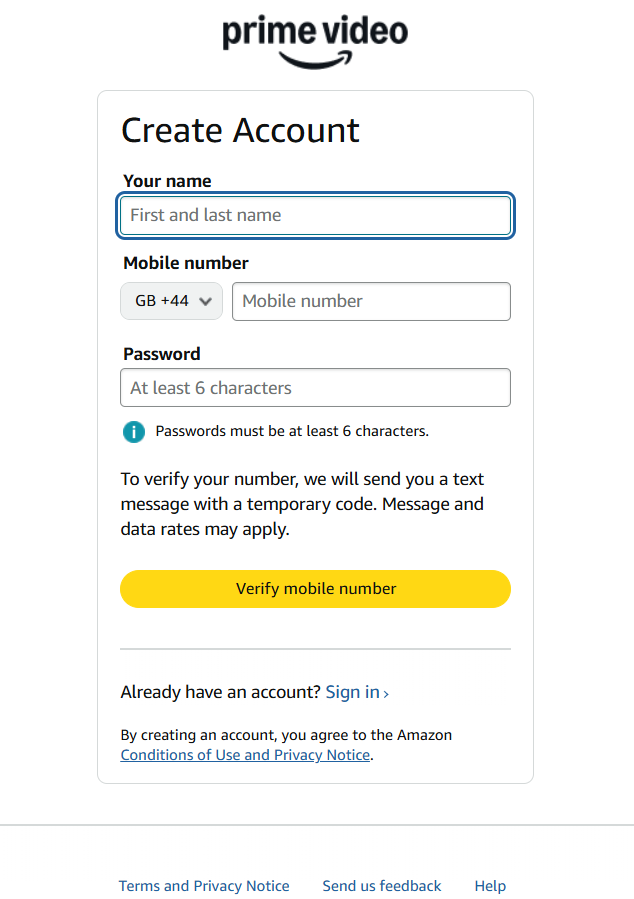 prime video
Create Account
Your name
First and last name
Mobile number
GB +44 Mobile number
Password
At least 6 characters
i Passwords must be at least 6 characters.
To verify your number, we will send you a text
message with a temporary code. Message and
data rates may apply.
Verify mobile number
Already have an account? Sign in ›
By creating an account, you agree to the Amazon
Conditions of Use and Privacy Notice.
Terms and Privacy Notice Send us feedback Help